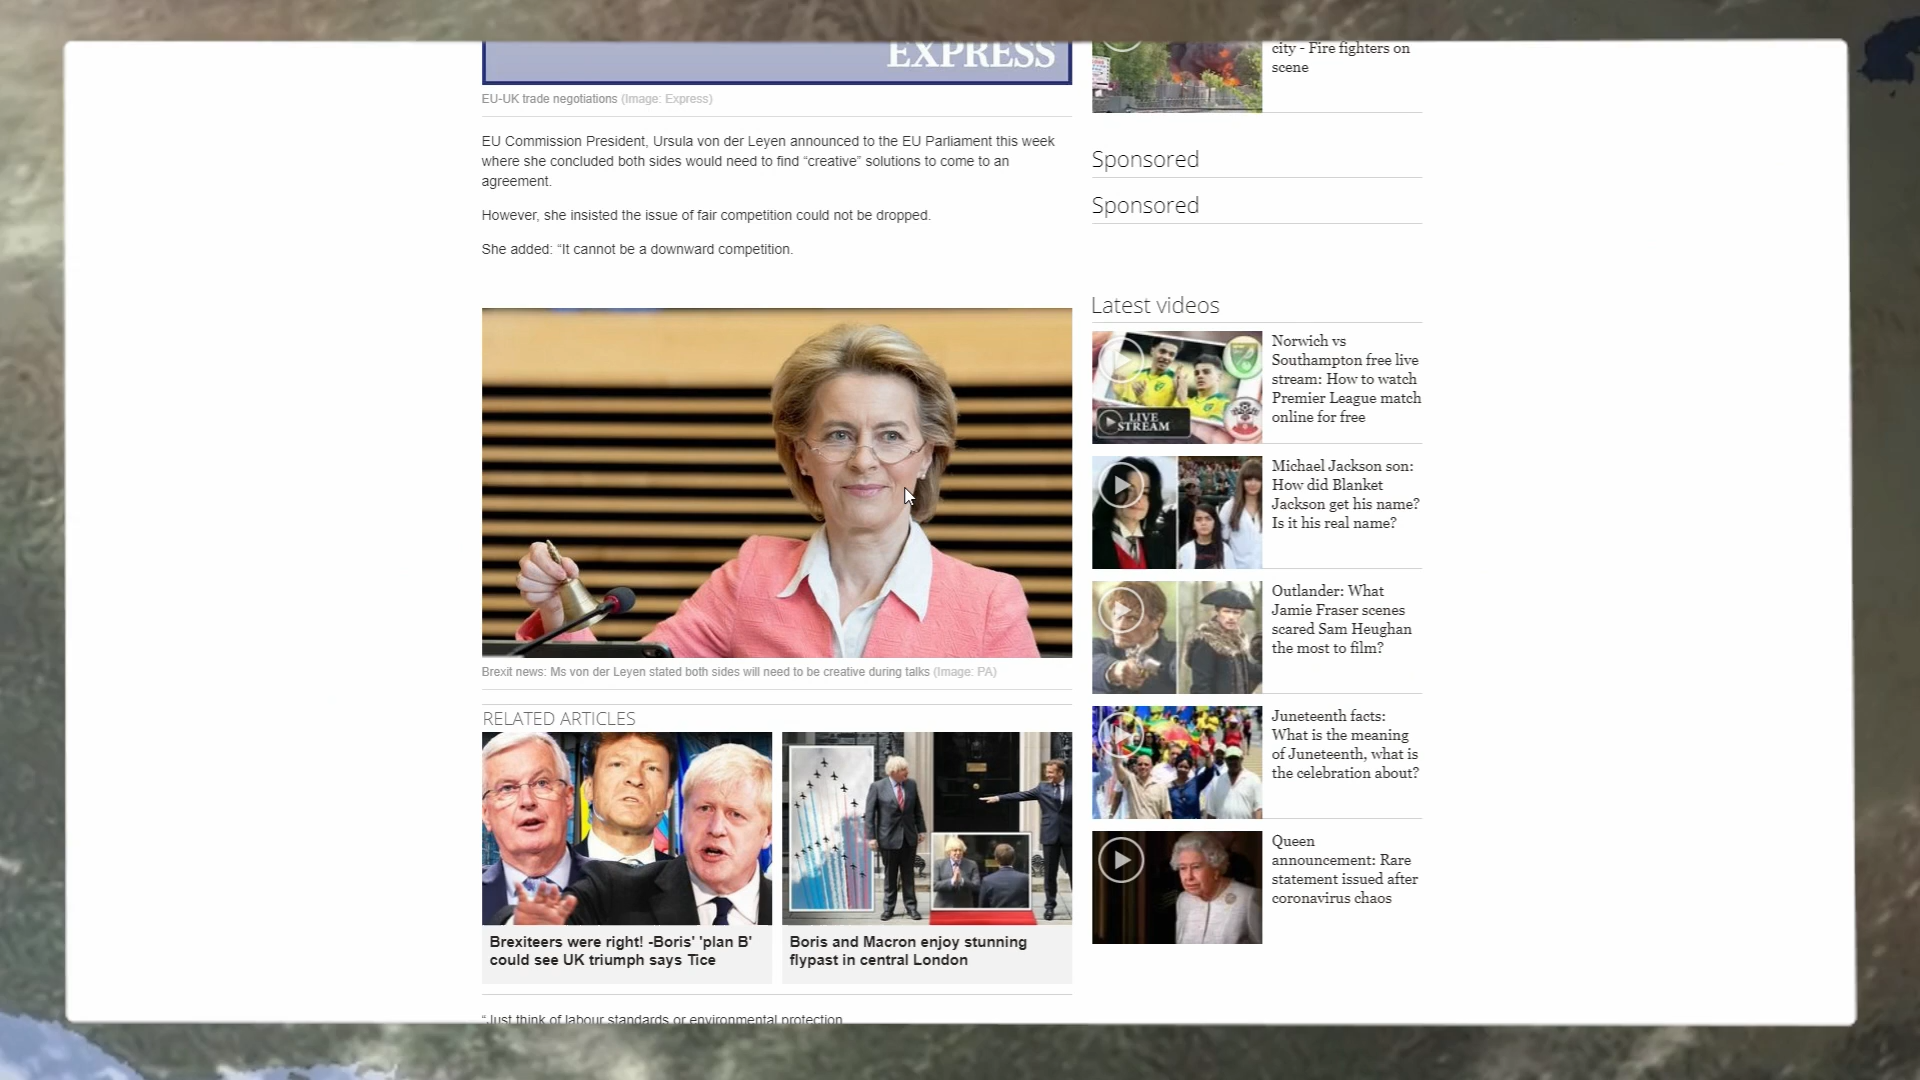 EXPRESS
EU-UK trade negotiations (Image: Express)
EU Commission President, Ursula von der Leyen announced to the EU Parliament this week
where she concluded both sides would need to find “creative” solutions to come to an
agreement.
However, she insisted the issue of fair competition could not be dropped.
She added: “It cannot be a downward competition.
Brexit news: Ms von der Leyen stated both sides will need to be creative during talks (Image: PA)
RELATED ARTICLES
Brexiteers were right! -Boris' 'plan B'
could see UK triumph says Tice
Boris and Macron enjoy stunning
flypast in central London
“Just think of labour standards or environmental protection
city - Fire fighters on
scene
Sponsored
Sponsored
Latest videos
LIVE
STREAM
Norwich vs
Southampton free live
stream: How to watch
Premier League match
online for free
Michael Jackson son:
How did Blanket
Jackson get his name?
Is it his real name?
Outlander: What
Jamie Fraser scenes
scared Sam Heughan
the most to film?
Juneteenth facts:
What is the meaning
of Juneteenth, what is
the celebration about?
Queen
announcement: Rare
statement issued after
coronavirus chaos